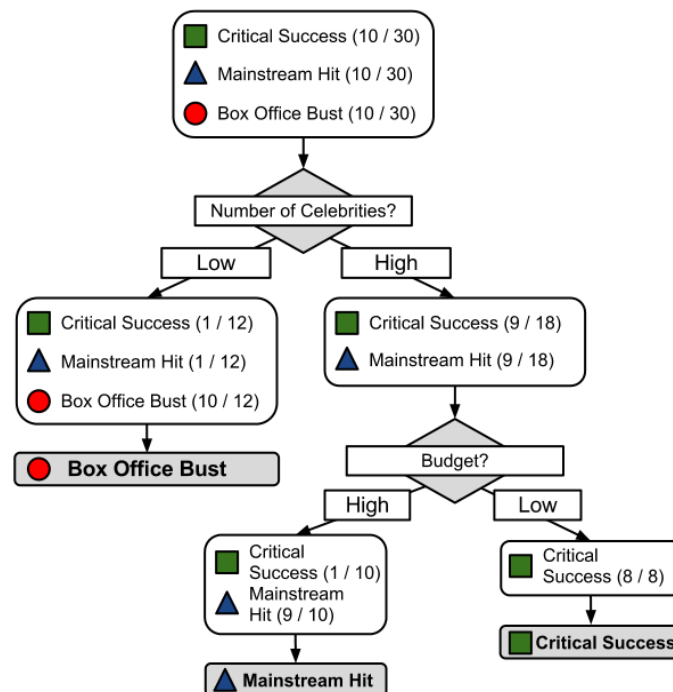 Critical Success (10 / 30)
Mainstream Hit (10 / 30)
Box Office Bust (10 / 30)
Number of Celebrities?
Low
High
Critical Success (1 / 12)
Mainstream Hit (1 / 12)
Box Office Bust (10 / 12)
Box Office Bust
Critical Success (9 / 18)
Mainstream Hit (9 / 18)
Budget?
High
Low
Critical
Success (1 / 10)
Mainstream
Hit (9 / 10)
Mainstream Hit
Critical
Success (8 / 8)
Critical Success